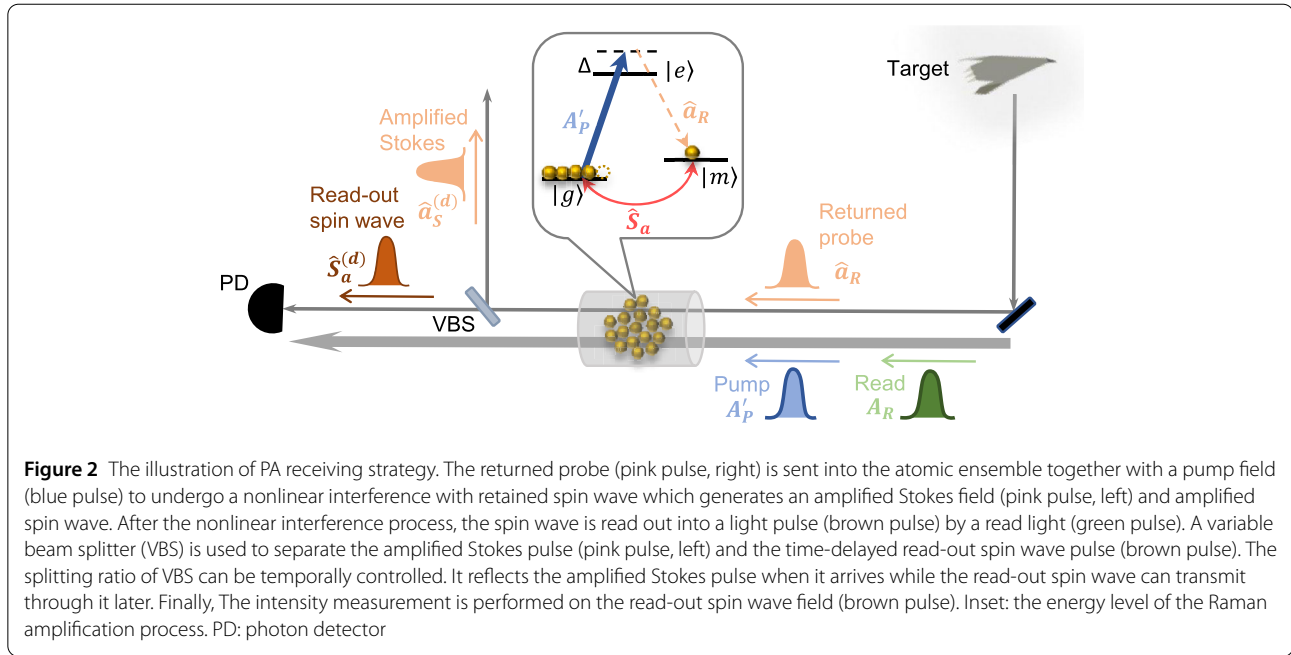 Target
Δ
|e⟩
A'_P
â_R
|g⟩
|m⟩
Ŝ_a
Amplified
Stokes
â_S^(d)
Read-out
spin wave
Ŝ_a^(d)
PD
VBS
Returned
probe
â_R
Pump
A'_P
Read
A_R
Figure 2 The illustration of PA receiving strategy. The returned probe (pink pulse, right) is sent into the atomic ensemble together with a pump field
(blue pulse) to undergo a nonlinear interference with retained spin wave which generates an amplified Stokes field (pink pulse, left) and amplified
spin wave. After the nonlinear interference process, the spin wave is read out into a light pulse (brown pulse) by a read light (green pulse). A variable
beam splitter (VBS) is used to separate the amplified Stokes pulse (pink pulse, left) and the time-delayed read-out spin wave pulse (brown pulse). The
splitting ratio of VBS can be temporally controlled. It reflects the amplified Stokes pulse when it arrives while the read-out spin wave can transmit
through it later. Finally, The intensity measurement is performed on the read-out spin wave field (brown pulse). Inset: the energy level of the Raman
amplification process. PD: photon detector